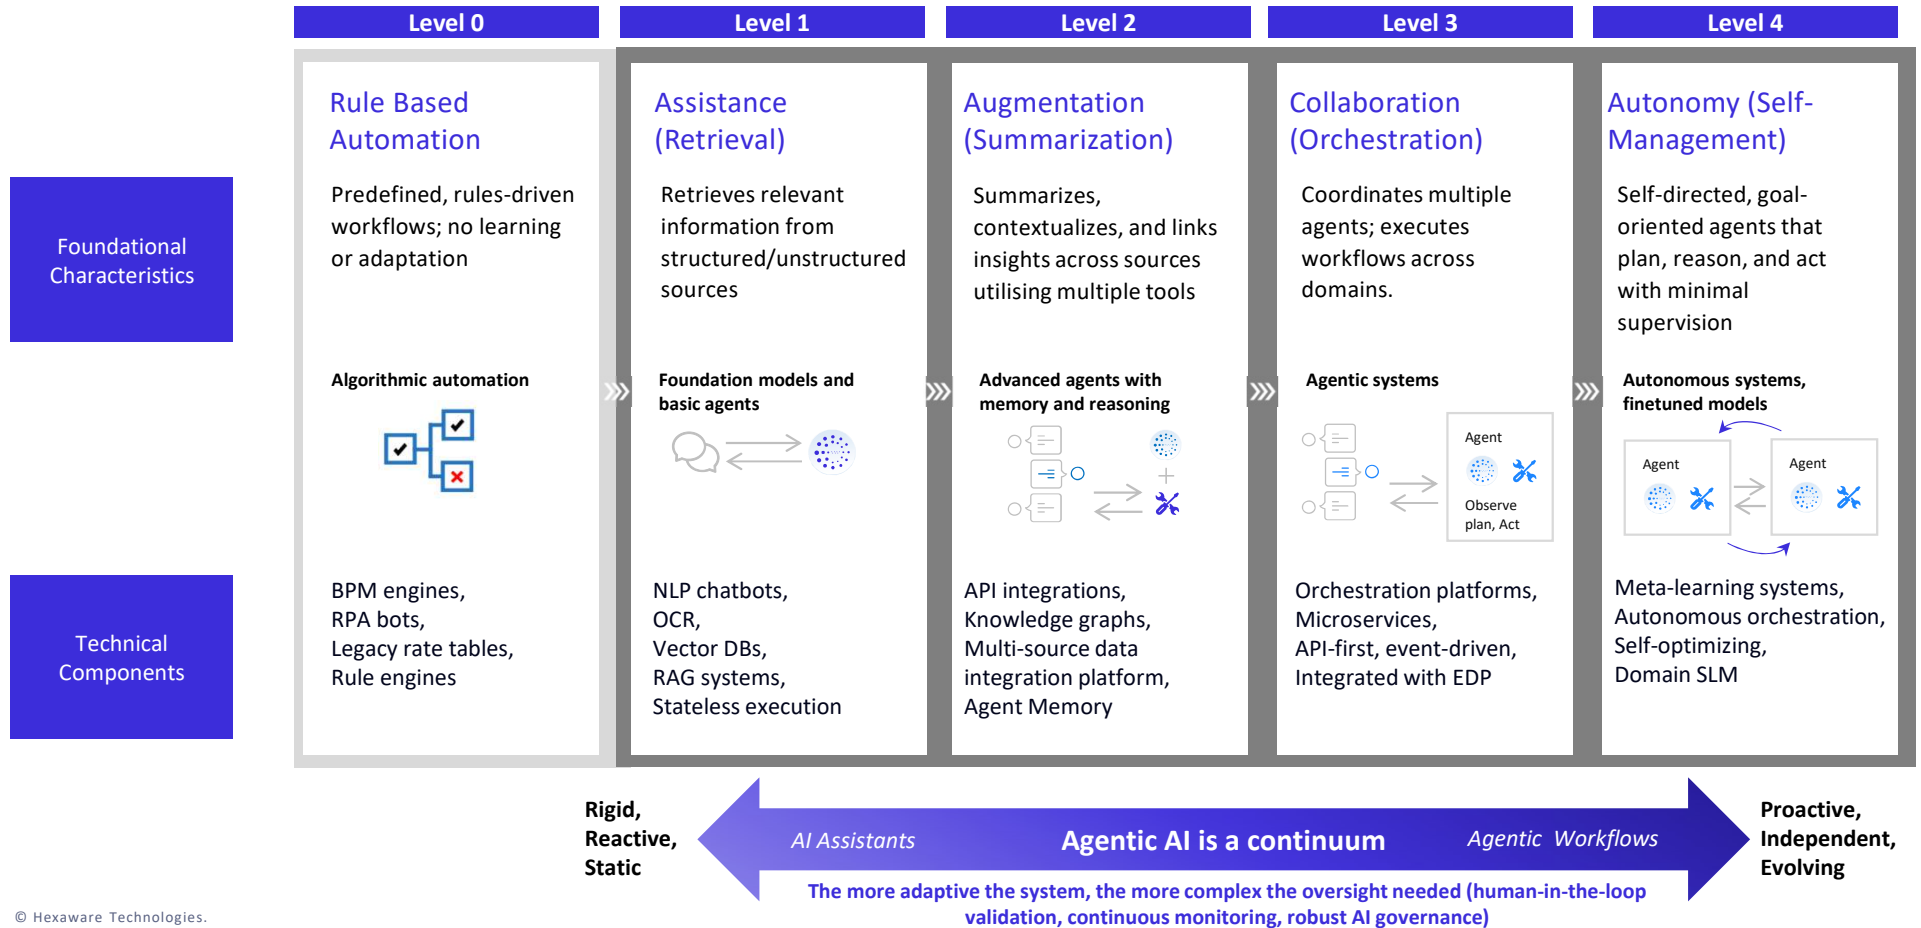 Level 0
Level 1
Level 2
Level 3
Level 4
Foundational
Characteristics
Rule Based
Automation
Predefined, rules-driven
workflows; no learning
or adaptation
Algorithmic automation
Assistance
(Retrieval)
Retrieves relevant
information from
structured/unstructured
sources
Foundation models and
basic agents
Augmentation
(Summarization)
Summarizes,
contextualizes, and links
insights across sources
utilising multiple tools
Advanced agents with
memory and reasoning
Collaboration
(Orchestration)
Coordinates multiple
agents; executes
workflows across
domains.
Agentic systems
Agent
Observe
plan, Act
Autonomy (Self-
Management)
Self-directed, goal-
oriented agents that
plan, reason, and act
with minimal
supervision
Autonomous systems,
finetuned models
Agent
Agent
Technical
Components
BPM engines,
RPA bots,
Legacy rate tables,
Rule engines
NLP chatbots,
OCR,
Vector DBs,
RAG systems,
Stateless execution
API integrations,
Knowledge graphs,
Multi-source data
integration platform,
Agent Memory
Orchestration platforms,
Microservices,
API-first, event-driven,
Integrated with EDP
Meta-learning systems,
Autonomous orchestration,
Self-optimizing,
Domain SLM
Rigid,
Reactive,
Static
AI Assistants
Agentic AI is a continuum
Agentic Workflows
Proactive,
Independent,
Evolving
The more adaptive the system, the more complex the oversight needed (human-in-the-loop
validation, continuous monitoring, robust AI governance)
© Hexaware Technologies.